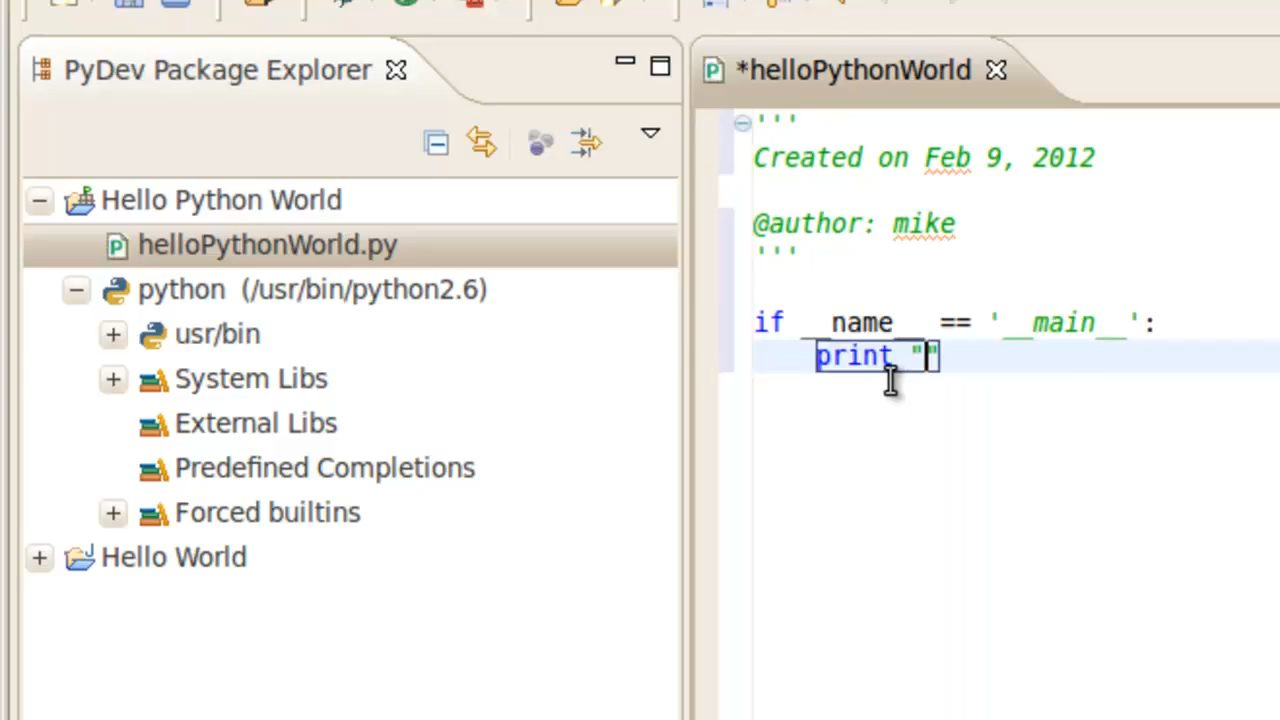 PyDev Package Explorer
Hello Python World
helloPythonWorld.py
python (/usr/bin/python2.6)
usr/bin
System Libs
External Libs
Predefined Completions
Forced builtins
Hello World
*helloPythonWorld
'''
Created on Feb 9, 2012
@author: mike
'''
if __name__ == '__main__':
print ""